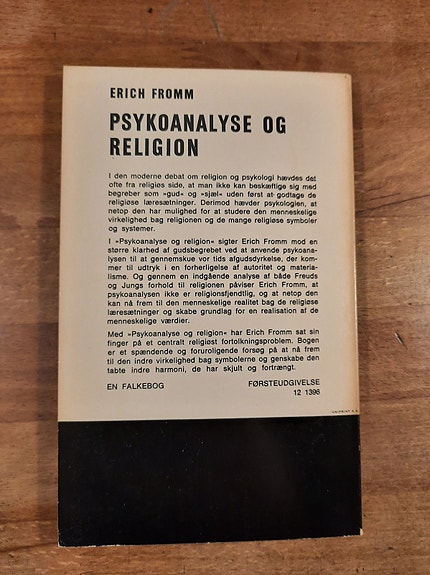 ERICH FROMM
PSYKOANALYSE OG
RELIGION
I den moderne debat om religion og psykologi hævdes det
ofte fra religiøs side, at man ikke kan beskæftige sig med
begreber som »gud« og »sjæl« uden først at godtage de
religiøse læresætninger. Derimod hævder psykologien, at
netop den har mulighed for at studere den menneskelige
virkelighed bag religionen og de mange religiøse symboler
og systemer.
I »Psykoanalyse og religion« sigter Erich Fromm mod en
større klarhed af gudsbegrebet ved at anvende psykoana-
lysen til at gennemskue vor tids afgudsdyrkelse, der kom-
mer til udtryk i en forherligelse af autoritet og materia-
lisme. Og gennem en indgående analyse af både Freuds
og Jungs forhold til religionen påviser Erich Fromm, at
psykoanalysen ikke er religionsfjendtlig, og at netop den
kan nå frem til den menneskelige realitet bag de religiøse
læresætninger og skabe grundlag for en realisation af de
menneskelige værdier.
Med »Psykoanalyse og religion« har Erich Fromm sat sin
finger på et centralt religiøst fortolkningsproblem. Bogen
er et spændende og foruroligende forsøg på at nå frem
til den indre virkelighed bag symbolerne og genskabe den
tabte indre harmoni, de har skjult og fortrængt.
EN FALKEBOG FØRSTEUDGIVELSE
12 1396